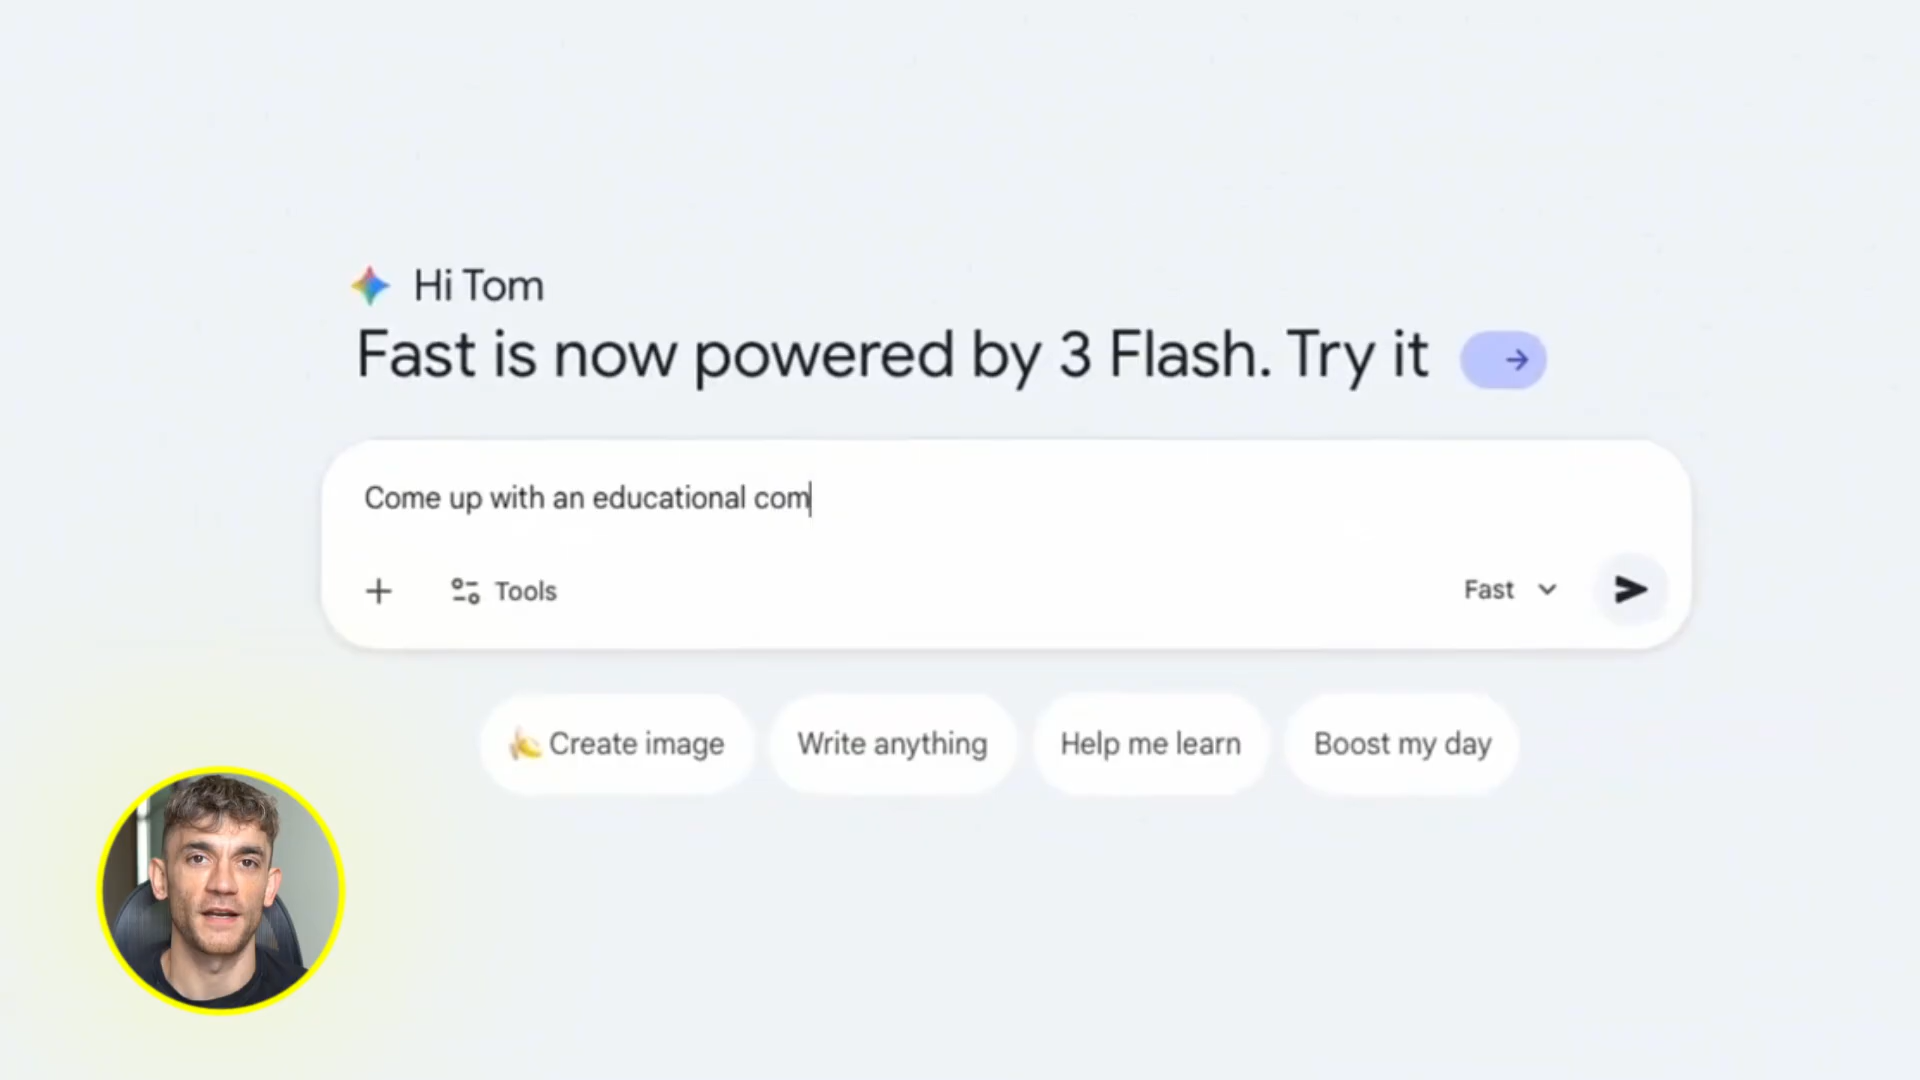 Hi Tom
Fast is now powered by 3 Flash. Try it
Come up with an educational com
Tools
Fast
Create image
Write anything
Help me learn
Boost my day